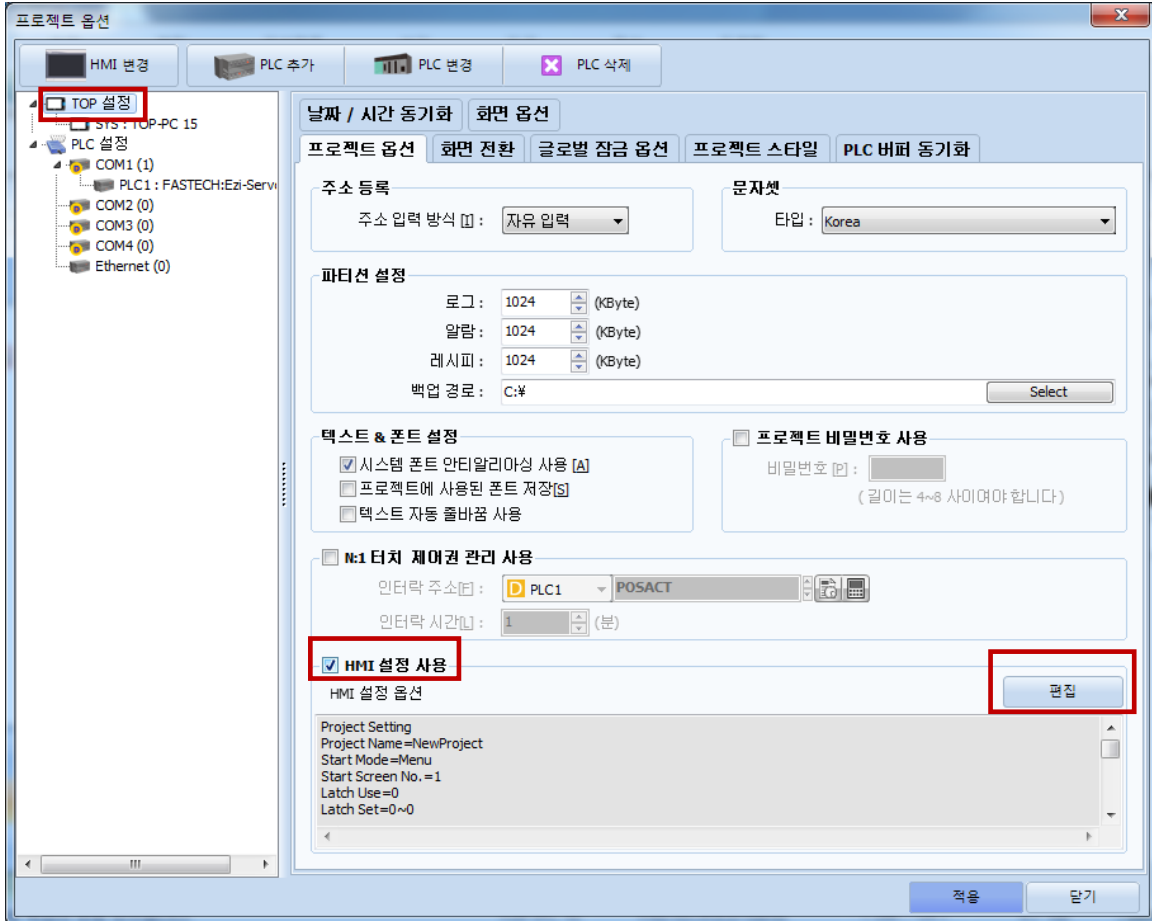 프로젝트 옵션
HMI 변경 PLC 추가 PLC 변경 PLC 삭제
TOP 설정
SYS : TOP-PC 15
PLC 설정
COM1 (1)
PLC1 : FASTECH:Ezi-Serv
COM2 (0)
COM3 (0)
COM4 (0)
Ethernet (0)
날짜 / 시간 동기화 화면 옵션
프로젝트 옵션 화면 전환 글로벌 잠금 옵션 프로젝트 스타일 PLC 버퍼 동기화
주소 등록
주소 입력 방식 [I] : 자유 입력
문자셋
타입 : Korea
파티션 설정
로그 : 1024 (KByte)
알람 : 1024 (KByte)
레시피 : 1024 (KByte)
백업 경로 : C:¥ Select
텍스트 & 폰트 설정
시스템 폰트 안티알리아싱 사용 [A]
프로젝트에 사용된 폰트 저장[S]
텍스트 자동 줄바꿈 사용
프로젝트 비밀번호 사용
비밀번호 [P] :
( 길이는 4~8 사이여야 합니다 )
N:1 터치 제어권 관리 사용
인터락 주소[F] : D PLC1 POSACT
인터락 시간[L] : 1 (분)
HMI 설정 사용
HMI 설정 옵션 편집
Project Setting
Project Name=NewProject
Start Mode=Menu
Start Screen No.=1
Latch Use=0
Latch Set=0~0
적용 닫기